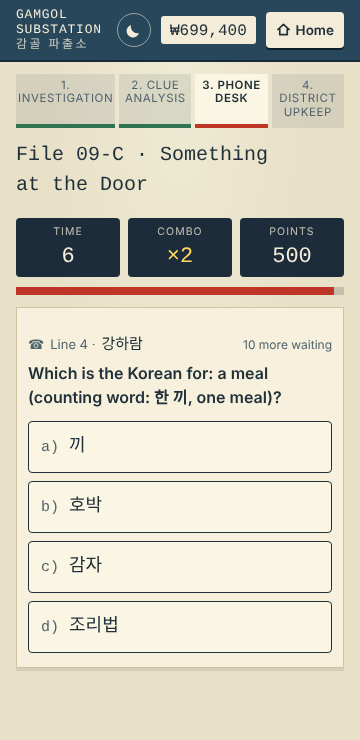 GAMGOL
SUBSTATION
감골 파출소
₩699,400
Home
1.
INVESTIGATION
2. CLUE
ANALYSIS
3. PHONE
DESK
4.
DISTRICT
UPKEEP
File 09-C · Something
at the Door
TIME
6
COMBO
×2
POINTS
500
☎ Line 4 · 강하람
10 more waiting
Which is the Korean for: a meal
(counting word: 한 끼, one meal)?
a) 끼
b) 호박
c) 감자
d) 조리법